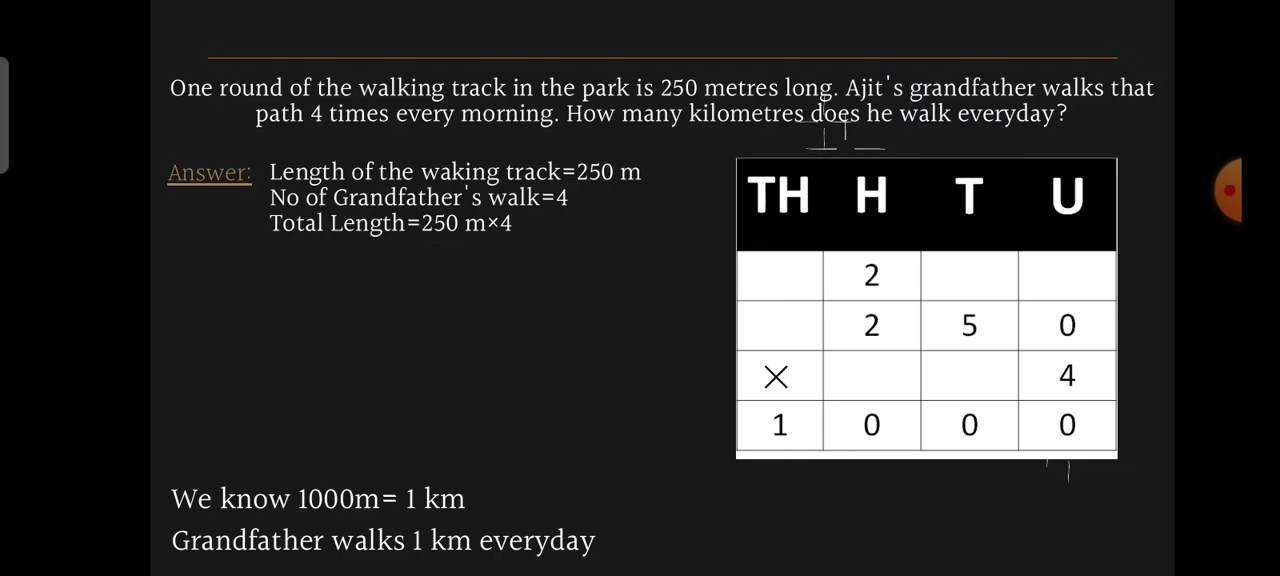 One round of the walking track in the park is 250 metres long. Ajit's grandfather walks that
path 4 times every morning. How many kilometres does he walk everyday?
Answer: Length of the waking track=250 m
No of Grandfather's walk=4
Total Length=250 m×4
TH H T U
2
2 5 0
× 4
1 0 0 0
We know 1000m= 1 km
Grandfather walks 1 km everyday